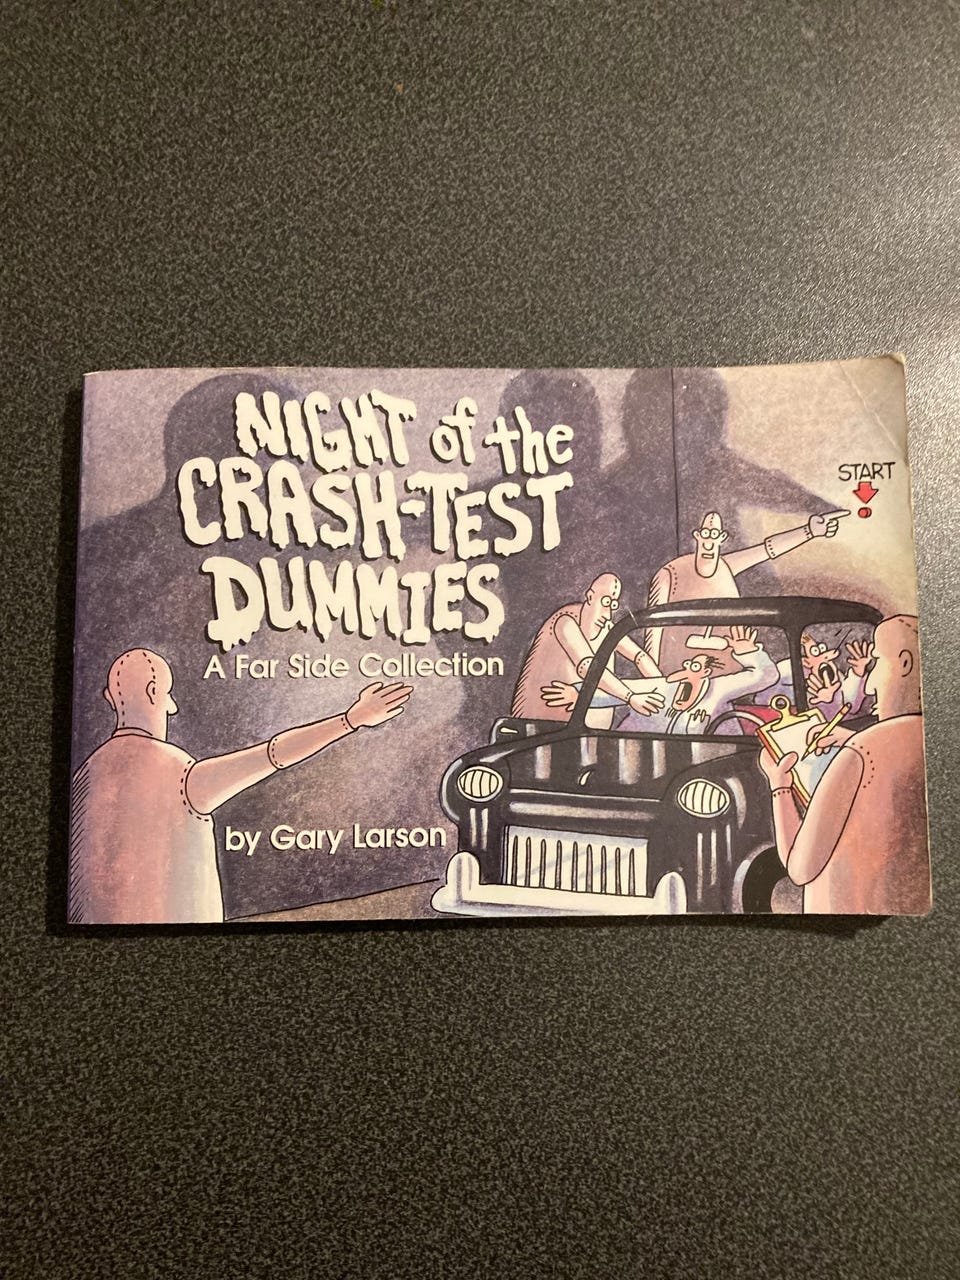 NIGHT of the
CRASH-TEST
DUMMIES
A Far Side Collection
by Gary Larson
START